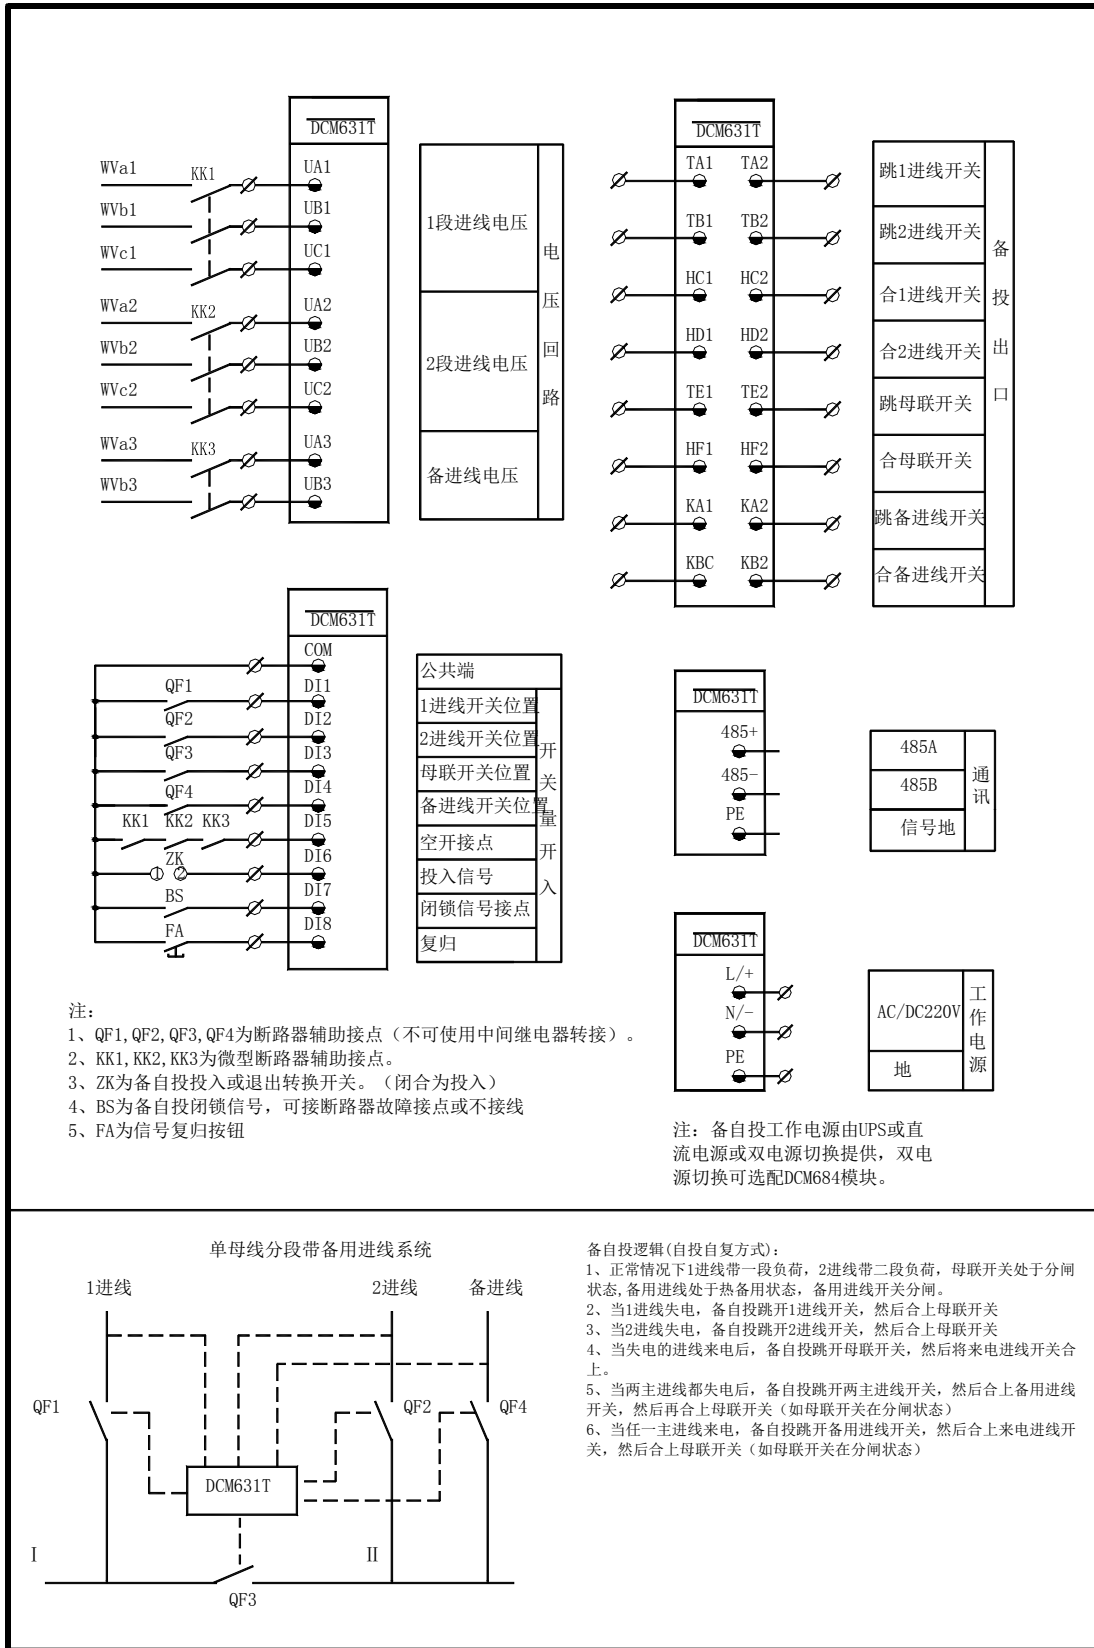 DCM631T
WVa1 KK1 UA1
WVb1 UB1
WVc1 UC1
WVa2 KK2 UA2
WVb2 UB2
WVc2 UC2
WVa3 KK3 UA3
WVb3 UB3
1段进线电压
2段进线电压
备进线电压
电压回路
DCM631T
TA1 TA2
TB1 TB2
HC1 HC2
HD1 HD2
TE1 TE2
HF1 HF2
KA1 KA2
KBC KB2
跳1进线开关
跳2进线开关
合1进线开关
合2进线开关
跳母联开关
合母联开关
跳备进线开关
合备进线开关
备投出口
DCM631T
COM
QF1 DI1
QF2 DI2
QF3 DI3
QF4 DI4
KK1 KK2 KK3 DI5
ZK DI6
1 2
BS DI7
FA DI8
公共端
1进线开关位置
2进线开关位置
母联开关位置
备进线开关位置
空开接点
投入信号
闭锁信号接点
复归
开关量开入
DCM631T
485+
485-
PE
485A
485B
信号地
通讯
DCM631T
L/+
N/-
PE
AC/DC220V
地
工作电源
注:
1、QF1,QF2,QF3,QF4为断路器辅助接点（不可使用中间继电器转接）。
2、KK1,KK2,KK3为微型断路器辅助接点。
3、ZK为备自投投入或退出转换开关。（闭合为投入）
4、BS为备自投闭锁信号，可接断路器故障接点或不接线
5、FA为信号复归按钮
注：备自投工作电源由UPS或直
流电源或双电源切换提供，双电
源切换可选配DCM684模块。
单母线分段带备用进线系统
1进线 2进线 备进线
QF1 QF2 QF4
DCM631T
I II
QF3
备自投逻辑(自投自复方式):
1、正常情况下1进线带一段负荷，2进线带二段负荷，母联开关处于分闸
状态,备用进线处于热备用状态，备用进线开关分闸。
2、当1进线失电，备自投跳开1进线开关，然后合上母联开关
3、当2进线失电，备自投跳开2进线开关，然后合上母联开关
4、当失电的进线来电后，备自投跳开母联开关，然后将来电进线开关合
上。
5、当两主进线都失电后，备自投跳开两主进线开关，然后合上备用进线
开关，然后再合上母联开关（如母联开关在分闸状态）
6、当任一主进线来电，备自投跳开备用进线开关，然后合上来电进线开
关，然后合上母联开关（如母联开关在分闸状态）